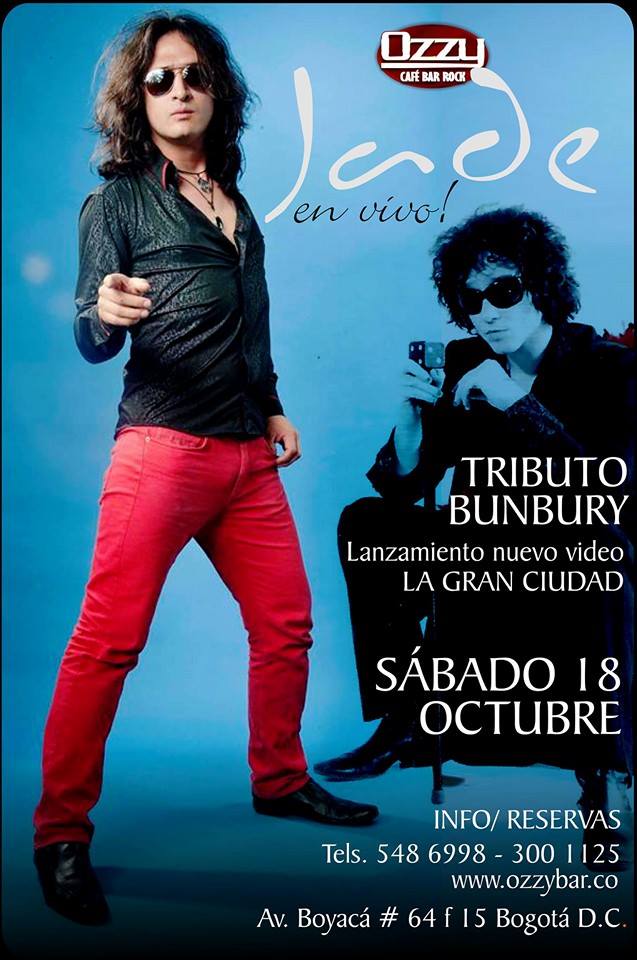 Ozzy
CAFÉ BAR ROCK
Jade
en vivo!
TRIBUTO
BUNBURY
Lanzamiento nuevo video
LA GRAN CIUDAD
SÁBADO 18
OCTUBRE
INFO/ RESERVAS
Tels. 548 6998 - 300 1125
www.ozzybar.co
Av. Boyacá # 64 f 15 Bogotá D.C.